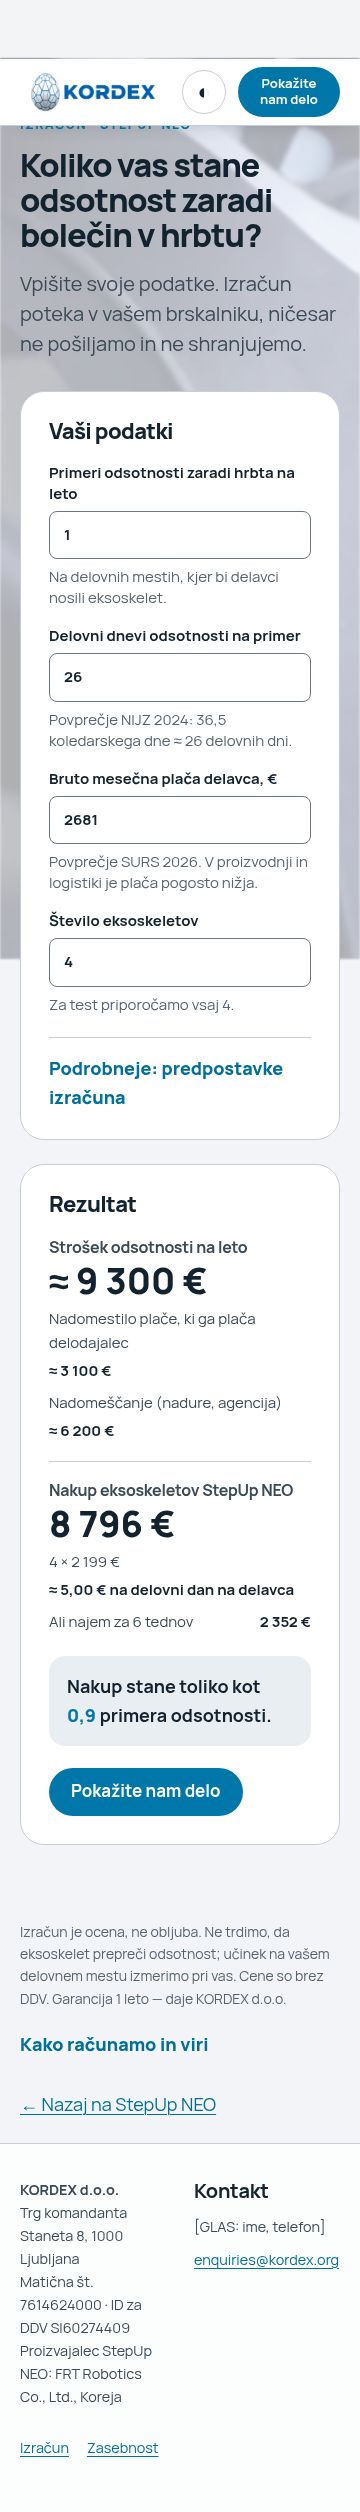 KORDEX
Pokažite
nam delo
IZRAČUN · STEPUP NEO
Koliko vas stane
odsotnost zaradi
bolečin v hrbtu?
Vpišite svoje podatke. Izračun
poteka v vašem brskalniku, ničesar
ne pošiljamo in ne shranjujemo.
Vaši podatki
Primeri odsotnosti zaradi hrbta na
leto
1
Na delovnih mestih, kjer bi delavci
nosili eksoskelet.
Delovni dnevi odsotnosti na primer
26
Povprečje NIJZ 2024: 36,5
koledarskega dne ≈ 26 delovnih dni.
Bruto mesečna plača delavca, €
2681
Povprečje SURS 2026. V proizvodnji in
logistiki je plača pogosto nižja.
Število eksoskeletov
4
Za test priporočamo vsaj 4.
Podrobneje: predpostavke
izračuna
Rezultat
Strošek odsotnosti na leto
≈ 9 300 €
Nadomestilo plače, ki ga plača
delodajalec
≈ 3 100 €
Nadomeščanje (nadure, agencija)
≈ 6 200 €
Nakup eksoskeletov StepUp NEO
8 796 €
4 × 2 199 €
≈ 5,00 € na delovni dan na delavca
Ali najem za 6 tednov 2 352 €
Nakup stane toliko kot
0,9 primera odsotnosti.
Pokažite nam delo
Izračun je ocena, ne obljuba. Ne trdimo, da
eksoskelet prepreči odsotnost; učinek na vašem
delovnem mestu izmerimo pri vas. Cene so brez
DDV. Garancija 1 leto — daje KORDEX d.o.o.
Kako računamo in viri
← Nazaj na StepUp NEO
KORDEX d.o.o.
Trg komandanta
Staneta 8, 1000
Ljubljana
Matična št.
7614624000 · ID za
DDV SI60274409
Proizvajalec StepUp
NEO: FRT Robotics
Co., Ltd., Koreja
Kontakt
[GLAS: ime, telefon]
enquiries@kordex.org
Izračun Zasebnost